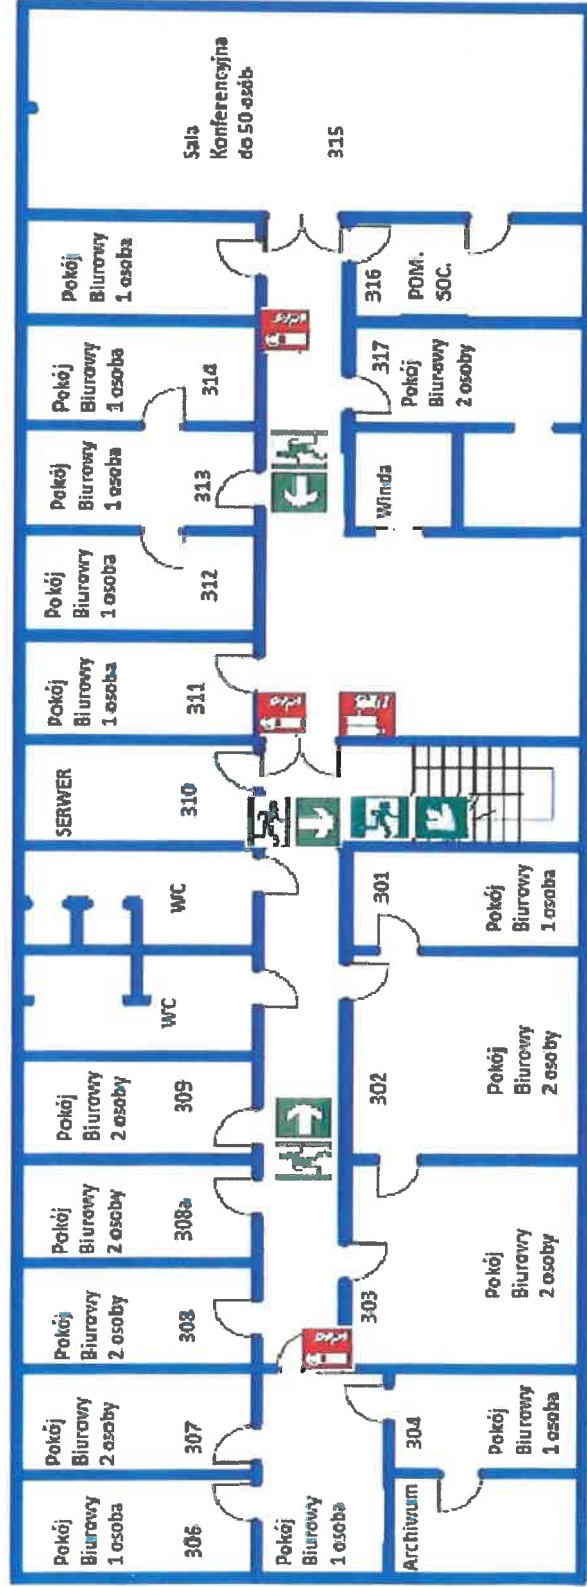 Pokój
Biurowy
1 osoba
306
Pokój
Biurowy
2 osoby
307
Pokój
Biurowy
2 osoby
308
Pokój
Biurowy
2 osoby
308a
Pokój
Biurowy
2 osoby
309
WC
WC
SERWER
310
Pokój
Biurowy
1 osoba
311
Pokój
Biurowy
1 osoba
312
Pokój
Biurowy
1 osoba
313
Pokój
Biurowy
1 osoba
314
Pokój
Biurowy
1 osoba
Sala
Konferencyjna
do 50 osób
315
Pokój
Biurowy
1 osoba
Archiwum
304
Pokój
Biurowy
1 osoba
303
Pokój
Biurowy
2 osoby
302
Pokój
Biurowy
2 osoby
301
Pokój
Biurowy
1 osoba
Winda
317
Pokój
Biurowy
2 osoby
316
POM.
SOC.